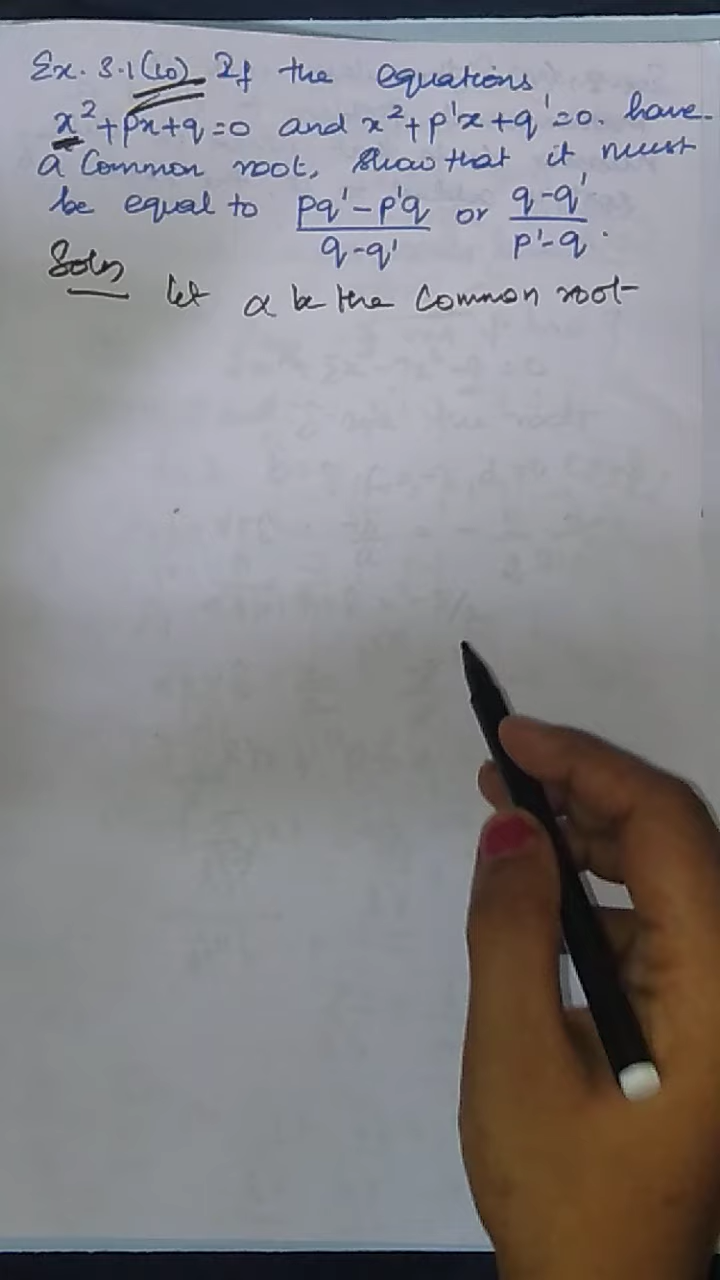 Ex. 3.1(10) If the equations
x²+px+q=0 and x²+p'x+q'=0. have
a common root, show that it must
be equal to (pq'-p'q)/(q-q') or (q-q')/(p'-q).
Soln
let α be the common root